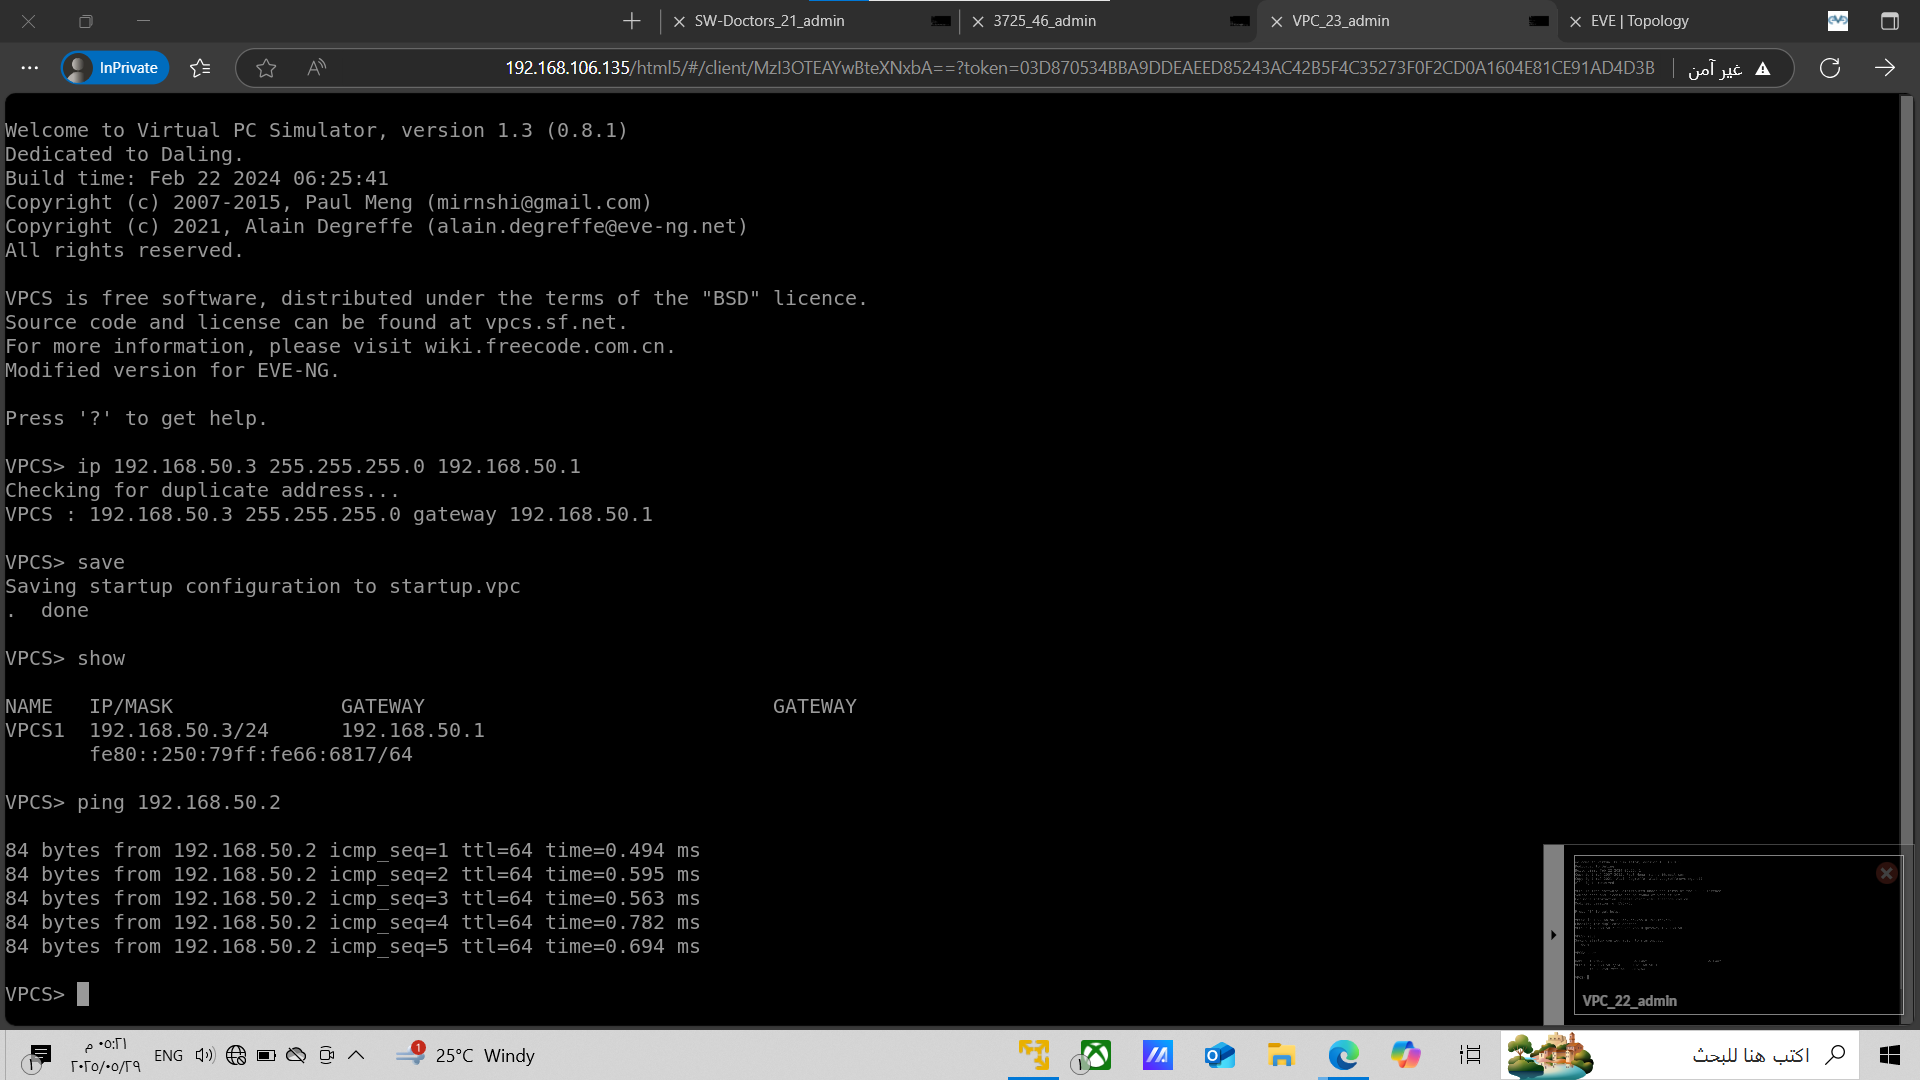 SW-Doctors_21_admin
3725_46_admin
VPC_23_admin
EVE | Topology
InPrivate
192.168.106.135/html5/#/client/MzI3OTEAYwBteXNxbA==?token=03D870534BBA9DDEAEED85243AC42B5F4C35273F0F2CD0A1604E81CE91AD4D3B
غير آمن
Welcome to Virtual PC Simulator, version 1.3 (0.8.1)
Dedicated to Daling.
Build time: Feb 22 2024 06:25:41
Copyright (c) 2007-2015, Paul Meng (mirnshi@gmail.com)
Copyright (c) 2021, Alain Degreffe (alain.degreffe@eve-ng.net)
All rights reserved.
VPCS is free software, distributed under the terms of the "BSD" licence.
Source code and license can be found at vpcs.sf.net.
For more information, please visit wiki.freecode.com.cn.
Modified version for EVE-NG.
Press '?' to get help.
VPCS> ip 192.168.50.3 255.255.255.0 192.168.50.1
Checking for duplicate address...
VPCS : 192.168.50.3 255.255.255.0 gateway 192.168.50.1
VPCS> save
Saving startup configuration to startup.vpc
.  done
VPCS> show
NAME   IP/MASK              GATEWAY                             GATEWAY
VPCS1  192.168.50.3/24      192.168.50.1
fe80::250:79ff:fe66:6817/64
VPCS> ping 192.168.50.2
84 bytes from 192.168.50.2 icmp_seq=1 ttl=64 time=0.494 ms
84 bytes from 192.168.50.2 icmp_seq=2 ttl=64 time=0.595 ms
84 bytes from 192.168.50.2 icmp_seq=3 ttl=64 time=0.563 ms
84 bytes from 192.168.50.2 icmp_seq=4 ttl=64 time=0.782 ms
84 bytes from 192.168.50.2 icmp_seq=5 ttl=64 time=0.694 ms
VPCS>
VPC_22_admin
٠٥:٢١ م
٢٠٢٥/٠٥/٢٩
ENG
1
25°C Windy
اكتب هنا للبحث